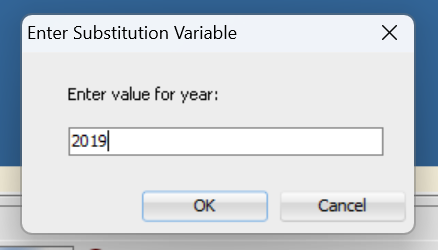 Enter Substitution Variable
Enter value for year:
2019
OK
Cancel